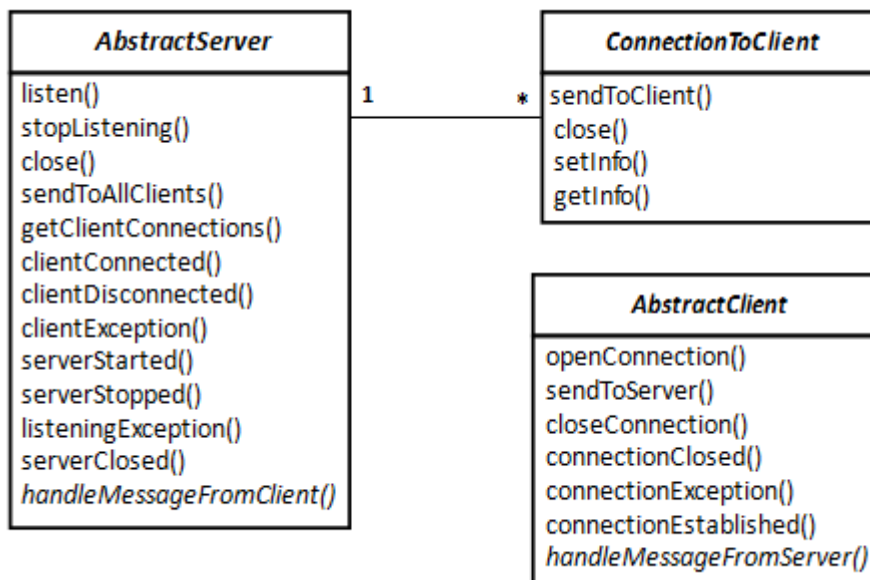 AbstractServer
listen()
stopListening()
close()
sendToAllClients()
getClientConnections()
clientConnected()
clientDisconnected()
clientException()
serverStarted()
serverStopped()
listeningException()
serverClosed()
handleMessageFromClient()
1
*
ConnectionToClient
sendToClient()
close()
setInfo()
getInfo()
AbstractClient
openConnection()
sendToServer()
closeConnection()
connectionClosed()
connectionException()
connectionEstablished()
handleMessageFromServer()